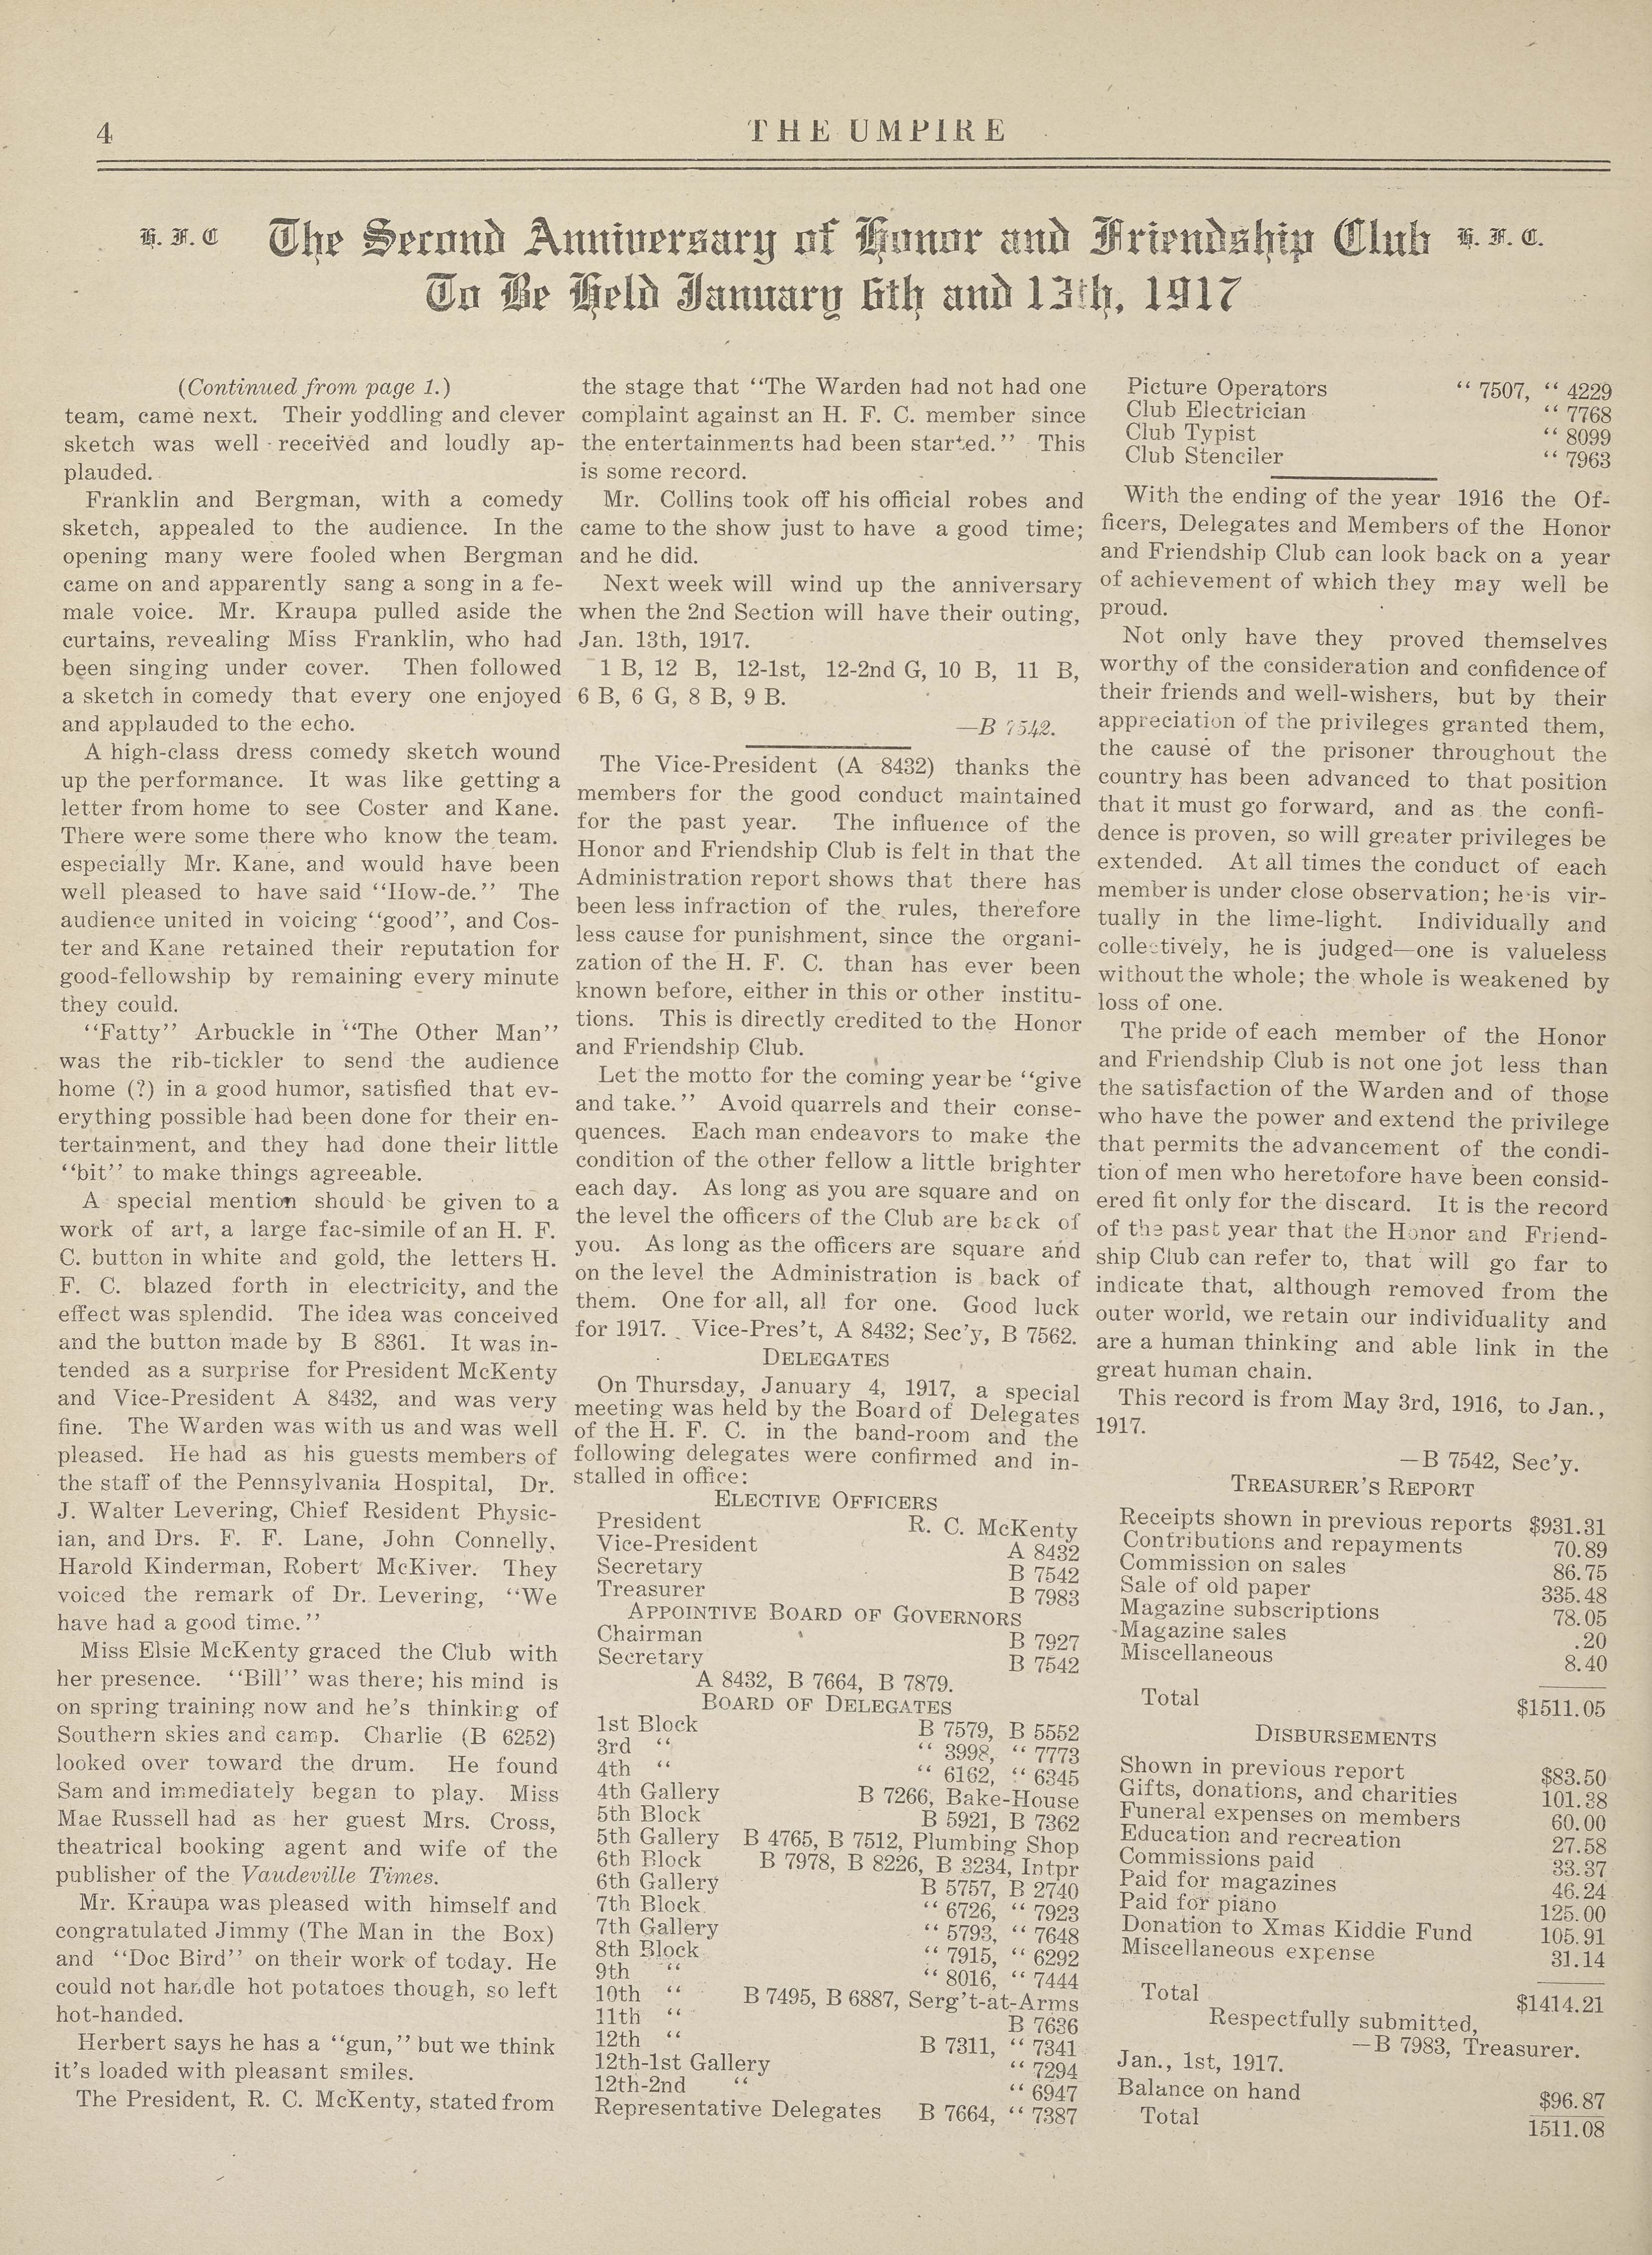 4
THE UMPIRE
H. F. C
The Second Anniversary of Honor and Friendship Club
H. F. C.
To Be Held January 6th and 13th, 1917
(Continued from page 1.)
team, came next. Their yoddling and clever
sketch was well received and loudly ap-
plauded.
Franklin and Bergman, with a comedy
sketch, appealed to the audience. In the
opening many were fooled when Bergman
came on and apparently sang a song in a fe-
male voice. Mr. Kraupa pulled aside the
curtains, revealing Miss Franklin, who had
been singing under cover. Then followed
a sketch in comedy that every one enjoyed
and applauded to the echo.
A high-class dress comedy sketch wound
up the performance. It was like getting a
letter from home to see Coster and Kane.
There were some there who know the team.
especially Mr. Kane, and would have been
well pleased to have said "How-de." The
audience united in voicing "good", and Cos-
ter and Kane retained their reputation for
good-fellowship by remaining every minute
they could.
"Fatty" Arbuckle in "The Other Man"
was the rib-tickler to send the audience
home (?) in a good humor, satisfied that ev-
erything possible had been done for their en-
tertainment, and they had done their little
"bit" to make things agreeable.
A special mention should be given to a
work of art, a large fac-simile of an H. F.
C. button in white and gold, the letters H.
F. C. blazed forth in electricity, and the
effect was splendid. The idea was conceived
and the button made by B 8361. It was in-
tended as a surprise for President McKenty
and Vice-President A 8432, and was very
fine. The Warden was with us and was well
pleased. He had as his guests members of
the staff of the Pennsylvania Hospital, Dr.
J. Walter Levering, Chief Resident Physic-
ian, and Drs. F. F. Lane, John Connelly,
Harold Kinderman, Robert McKiver. They
voiced the remark of Dr. Levering, "We
have had a good time."
Miss Elsie McKenty graced the Club with
her presence. "Bill" was there; his mind is
on spring training now and he's thinking of
Southern skies and camp. Charlie (B 6252)
looked over toward the drum. He found
Sam and immediately began to play. Miss
Mae Russell had as her guest Mrs. Cross,
theatrical booking agent and wife of the
publisher of the Vaudeville Times.
Mr. Kraupa was pleased with himself and
congratulated Jimmy (The Man in the Box)
and "Doc Bird" on their work of today. He
could not handle hot potatoes though, so left
hot-handed.
Herbert says he has a "gun," but we think
it's loaded with pleasant smiles.
The President, R. C. McKenty, stated from
the stage that "The Warden had not had one
complaint against an H. F. C. member since
the entertainments had been started." This
is some record.
Mr. Collins took off his official robes and
came to the show just to have a good time;
and he did.
Next week will wind up the anniversary
when the 2nd Section will have their outing,
Jan. 13th, 1917.
1 B, 12 B, 12-1st, 12-2nd G, 10 B, 11 B,
6 B, 6 G, 8 B, 9 B.
—B 7542.
The Vice-President (A 8432) thanks the
members for the good conduct maintained
for the past year. The influence of the
Honor and Friendship Club is felt in that the
Administration report shows that there has
been less infraction of the rules, therefore
less cause for punishment, since the organi-
zation of the H. F. C. than has ever been
known before, either in this or other institu-
tions. This is directly credited to the Honor
and Friendship Club.
Let the motto for the coming year be "give
and take." Avoid quarrels and their conse-
quences. Each man endeavors to make the
condition of the other fellow a little brighter
each day. As long as you are square and on
the level the officers of the Club are back of
you. As long as the officers are square and
on the level the Administration is back of
them. One for all, all for one. Good luck
for 1917. Vice-Pres't, A 8432; Sec'y, B 7562.
DELEGATES
On Thursday, January 4, 1917, a special
meeting was held by the Board of Delegates
of the H. F. C. in the band-room and the
following delegates were confirmed and in-
stalled in office:
ELECTIVE OFFICERS
President R. C. McKenty
Vice-President A 8432
Secretary B 7542
Treasurer B 7983
APPOINTIVE BOARD OF GOVERNORS
Chairman B 7927
Secretary B 7542
A 8432, B 7664, B 7879.
BOARD OF DELEGATES
1st Block B 7579, B 5552
3rd " " 3998, " 7773
4th " " 6162, " 6345
4th Gallery B 7266, Bake-House
5th Block B 5921, B 7362
5th Gallery B 4765, B 7512, Plumbing Shop
6th Block B 7978, B 8226, B 3234, Intpr
6th Gallery B 5757, B 2740
7th Block " 6726, " 7923
7th Gallery " 5793, " 7648
8th Block " 7915, " 6292
9th " " 8016, " 7444
10th " B 7495, B 6887, Serg't-at-Arms
11th " B 7636
12th " B 7311, " 7341
12th-1st Gallery " 7294
12th-2nd " " 6947
Representative Delegates B 7664, " 7387
Picture Operators " 7507, " 4229
Club Electrician " 7768
Club Typist " 8099
Club Stenciler " 7963
With the ending of the year 1916 the Of-
ficers, Delegates and Members of the Honor
and Friendship Club can look back on a year
of achievement of which they may well be
proud.
Not only have they proved themselves
worthy of the consideration and confidence of
their friends and well-wishers, but by their
appreciation of the privileges granted them,
the cause of the prisoner throughout the
country has been advanced to that position
that it must go forward, and as the confi-
dence is proven, so will greater privileges be
extended. At all times the conduct of each
member is under close observation; he is vir-
tually in the lime-light. Individually and
collectively, he is judged—one is valueless
without the whole; the whole is weakened by
loss of one.
The pride of each member of the Honor
and Friendship Club is not one jot less than
the satisfaction of the Warden and of those
who have the power and extend the privilege
that permits the advancement of the condi-
tion of men who heretofore have been consid-
ered fit only for the discard. It is the record
of the past year that the Honor and Friend-
ship Club can refer to, that will go far to
indicate that, although removed from the
outer world, we retain our individuality and
are a human thinking and able link in the
great human chain.
This record is from May 3rd, 1916, to Jan.,
1917.
—B 7542, Sec'y.
TREASURER'S REPORT
Receipts shown in previous reports $931.31
Contributions and repayments 70.89
Commission on sales 86.75
Sale of old paper 335.48
Magazine subscriptions 78.05
Magazine sales .20
Miscellaneous 8.40
Total $1511.05
DISBURSEMENTS
Shown in previous report $83.50
Gifts, donations, and charities 101.38
Funeral expenses on members 60.00
Education and recreation 27.58
Commissions paid 33.37
Paid for magazines 46.24
Paid for piano 125.00
Donation to Xmas Kiddie Fund 105.91
Miscellaneous expense 31.14
Total $1414.21
Respectfully submitted,
—B 7983, Treasurer.
Jan., 1st, 1917.
Balance on hand $96.87
Total 1511.08